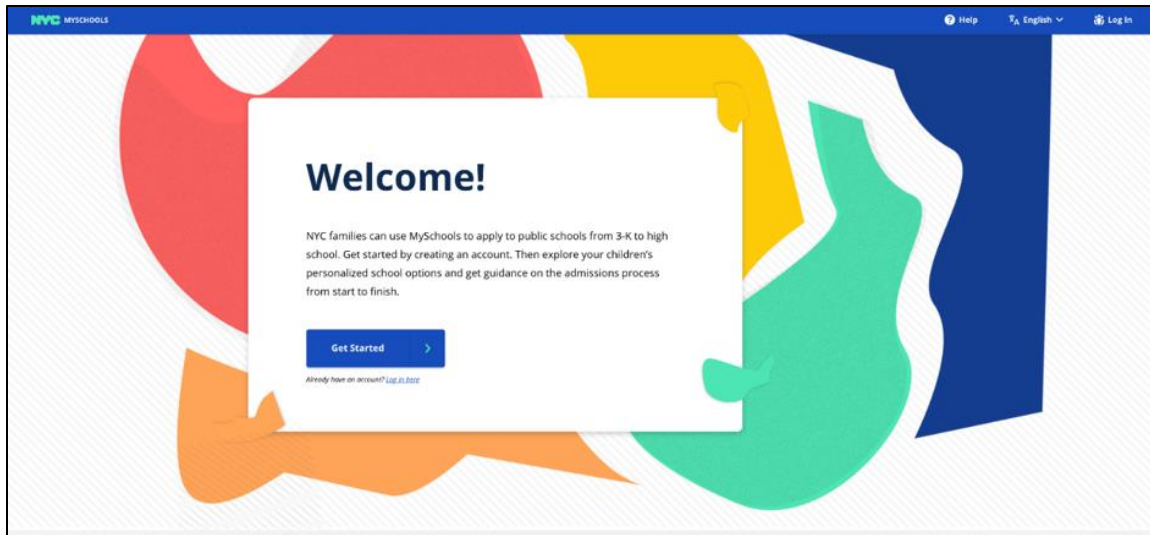 NYC MYSCHOOLS
Help
English
Log In
Welcome!
NYC families can use MySchools to apply to public schools from 3-K to high
school. Get started by creating an account. Then explore your children's
personalized school options and get guidance on the admissions process
from start to finish.
Get Started
Already have an account? Log in here